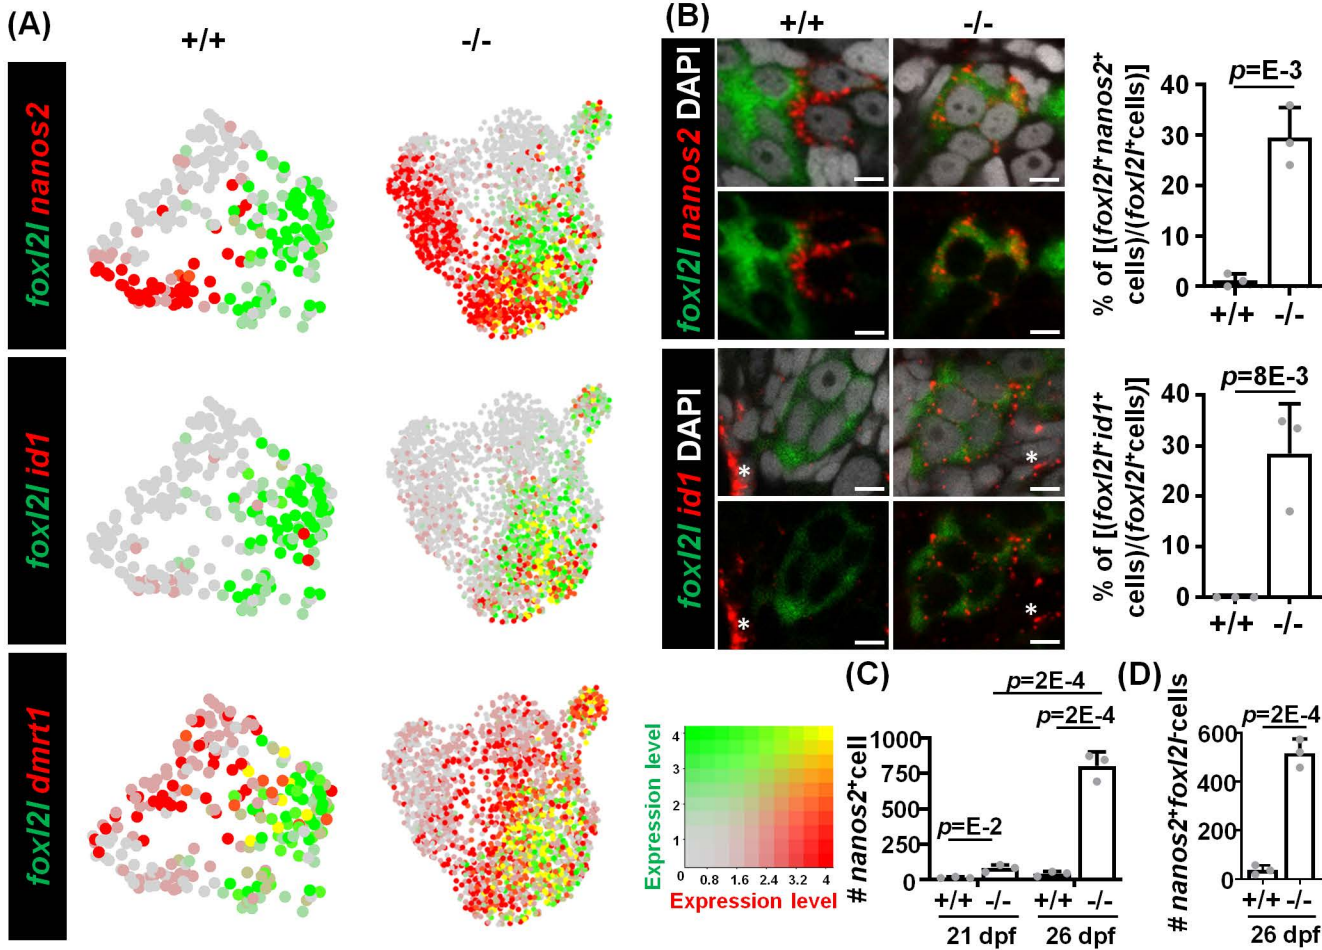 (A)
+/+
-/-
foxl2l nanos2
foxl2l id1
foxl2l dmrt1
(B)
+/+
-/-
foxl2l nanos2 DAPI
foxl2l nanos2
foxl2l id1 DAPI
foxl2l id1
*
*
*
*
% of [(foxl2l⁺nanos2⁺
cells)/(foxl2l⁺cells)]
p=E-3
40
30
20
10
0
+/+
-/-
% of [(foxl2l⁺id1⁺
cells)/(foxl2l⁺cells)]
p=8E-3
40
30
20
10
0
+/+
-/-
Expression level
4
3
2
1
0
0.8
1.6
2.4
3.2
4
Expression level
(C)
# nanos2⁺cell
p=2E-4
p=2E-4
p=E-2
1000
750
500
250
0
+/+
-/-
+/+
-/-
21 dpf
26 dpf
(D)
# nanos2⁺foxl2l⁻cells
p=2E-4
600
400
200
0
+/+
-/-
26 dpf